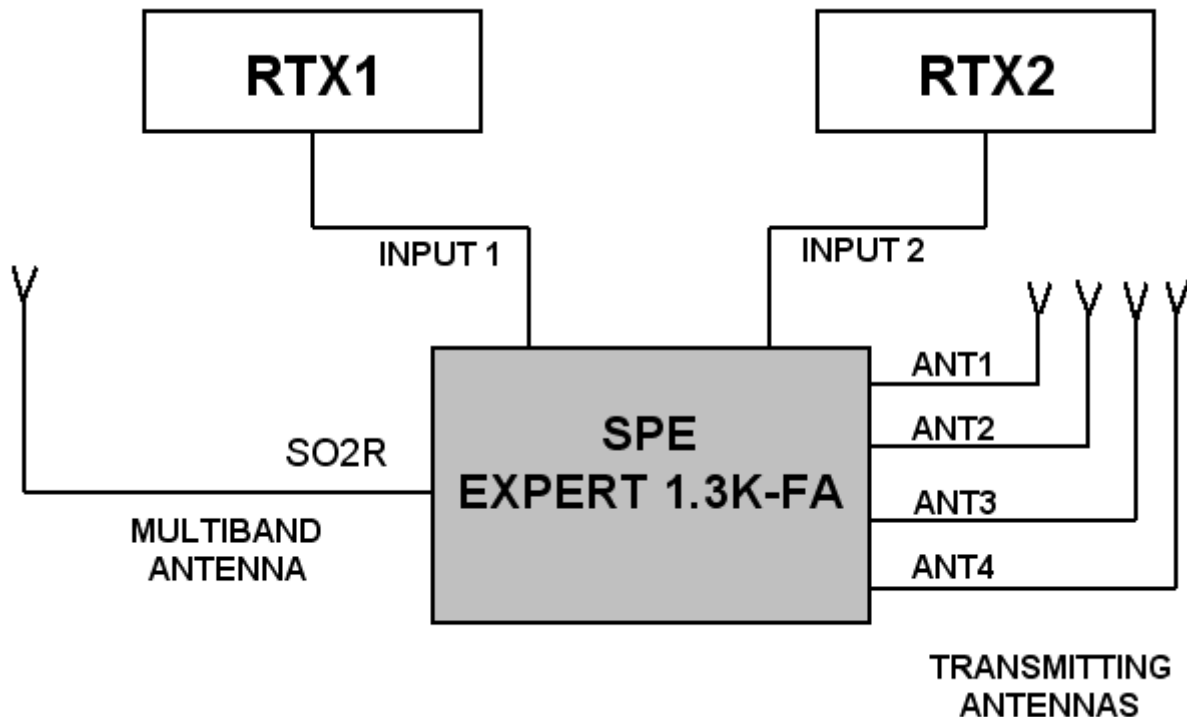 RTX1
RTX2
INPUT 1
INPUT 2
ANT1
SPE
ANT2
SO2R
EXPERT 1.3K-FA
ANT3
MULTIBAND
ANTENNA
ANT4
TRANSMITTING
ANTENNAS